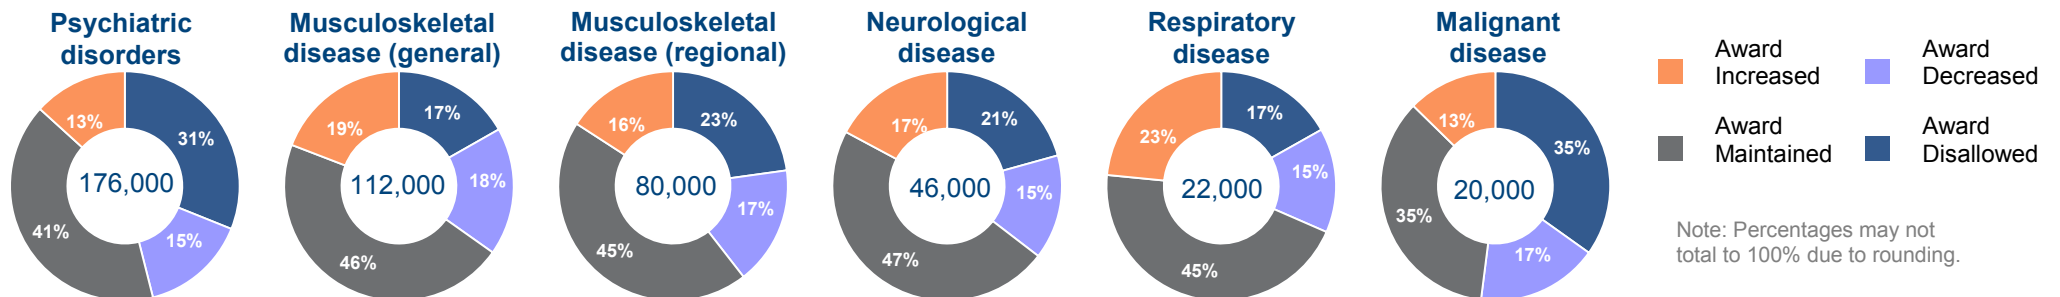 Psychiatric
disorders
13%
31%
176,000
41%
15%
Musculoskeletal
disease (general)
19%
17%
112,000
18%
46%
Musculoskeletal
disease (regional)
16%
23%
80,000
17%
45%
Neurological
disease
17%
21%
46,000
15%
47%
Respiratory
disease
23%
17%
22,000
15%
45%
Malignant
disease
13%
35%
20,000
35%
17%
Award
Increased
Award
Decreased
Award
Maintained
Award
Disallowed
Note: Percentages may not
total to 100% due to rounding.